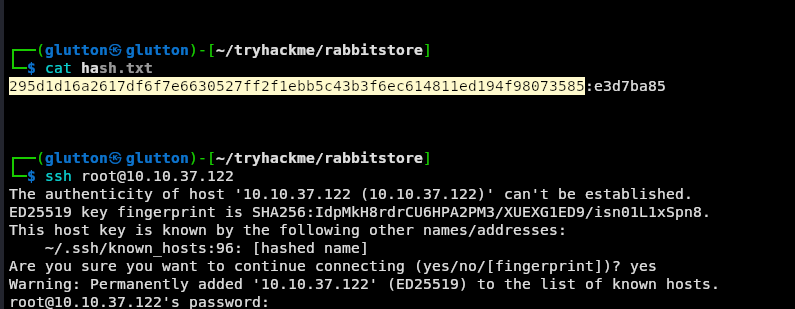 ┌──(glutton㉿glutton)-[~/tryhackme/rabbitstore]
└─$ cat hash.txt
295d1d16a2617df6f7e6630527ff2f1ebb5c43b3f6ec614811ed194f98073585:e3d7ba85
┌──(glutton㉿glutton)-[~/tryhackme/rabbitstore]
└─$ ssh root@10.10.37.122
The authenticity of host '10.10.37.122 (10.10.37.122)' can't be established.
ED25519 key fingerprint is SHA256:IdpMkH8rdrCU6HPA2PM3/XUEXG1ED9/isn01L1xSpn8.
This host key is known by the following other names/addresses:
    ~/.ssh/known_hosts:96: [hashed name]
Are you sure you want to continue connecting (yes/no/[fingerprint])? yes
Warning: Permanently added '10.10.37.122' (ED25519) to the list of known hosts.
root@10.10.37.122's password: